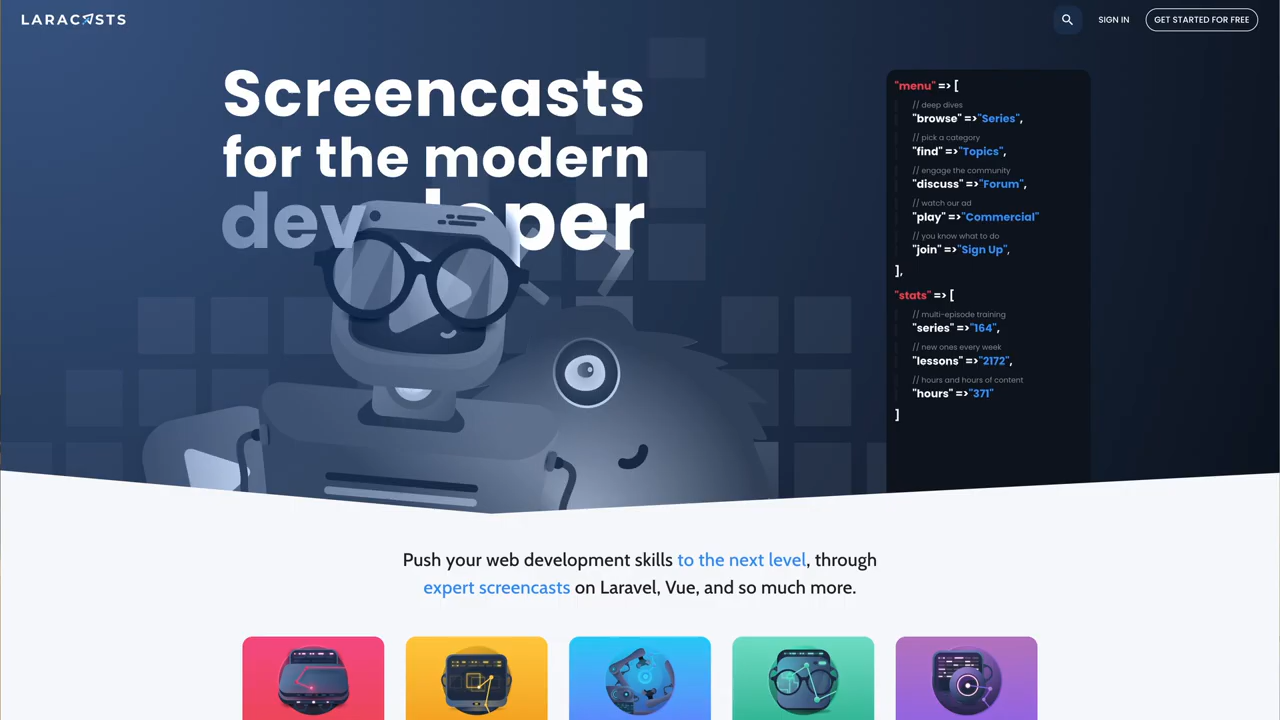 LARACASTS
SIGN IN
GET STARTED FOR FREE
Screencasts
for the modern
developer
"menu" => [
// deep dives
"browse" =>"Series",
// pick a category
"find" =>"Topics",
// engage the community
"discuss" =>"Forum",
// watch our ad
"play" =>"Commercial"
// you know what to do
"join" =>"Sign Up",
],
"stats" => [
// multi-episode training
"series" =>"164",
// new ones every week
"lessons" =>"2172",
// hours and hours of content
"hours" =>"371"
]
Push your web development skills to the next level, through
expert screencasts on Laravel, Vue, and so much more.